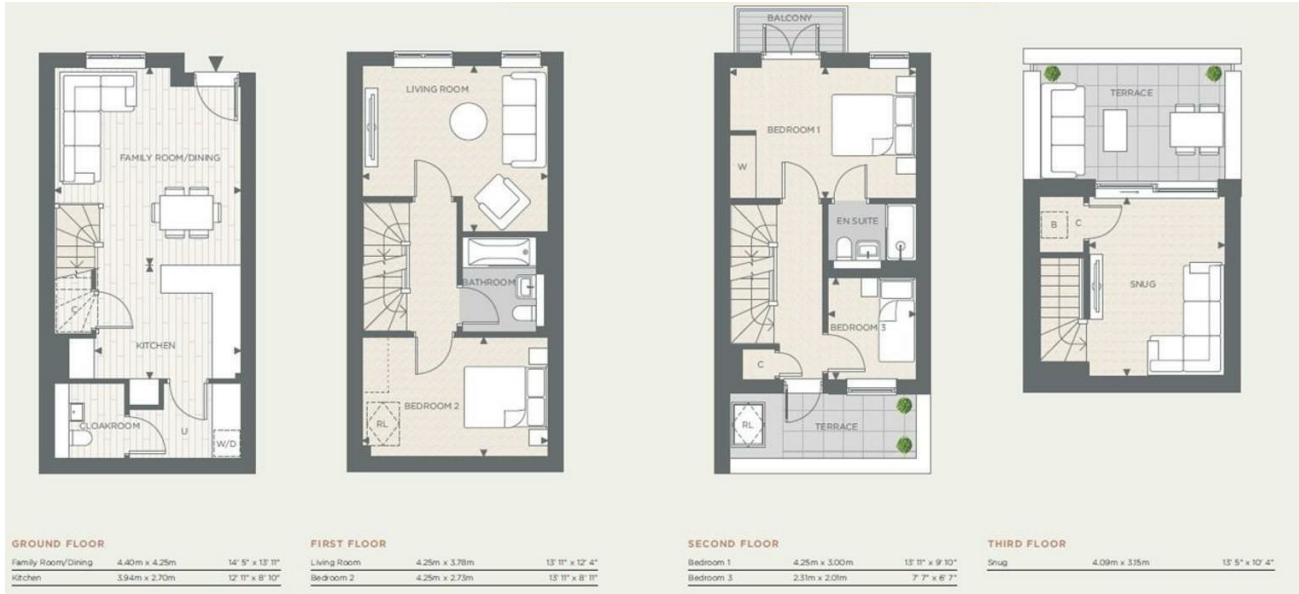 BALCONY
FAMILY ROOM/DINING
C
KITCHEN
CLOAKROOM
U
W/D
LIVING ROOM
BATHROOM
BEDROOM 2
RL
BEDROOM 1
W
EN SUITE
BEDROOM 3
C
RL
TERRACE
TERRACE
B
C
SNUG
GROUND FLOOR
Family Room/Dining 4.40m x 4.25m 14' 5" x 13' 11"
Kitchen 3.94m x 2.70m 12' 11" x 8' 10"
FIRST FLOOR
Living Room 4.25m x 3.78m 13' 11" x 12' 4"
Bedroom 2 4.25m x 2.73m 13' 11" x 8' 11"
SECOND FLOOR
Bedroom 1 4.25m x 3.00m 13' 11" x 9' 10"
Bedroom 3 2.31m x 2.01m 7' 7" x 6' 7"
THIRD FLOOR
Snug 4.09m x 3.15m 13' 5" x 10' 4"